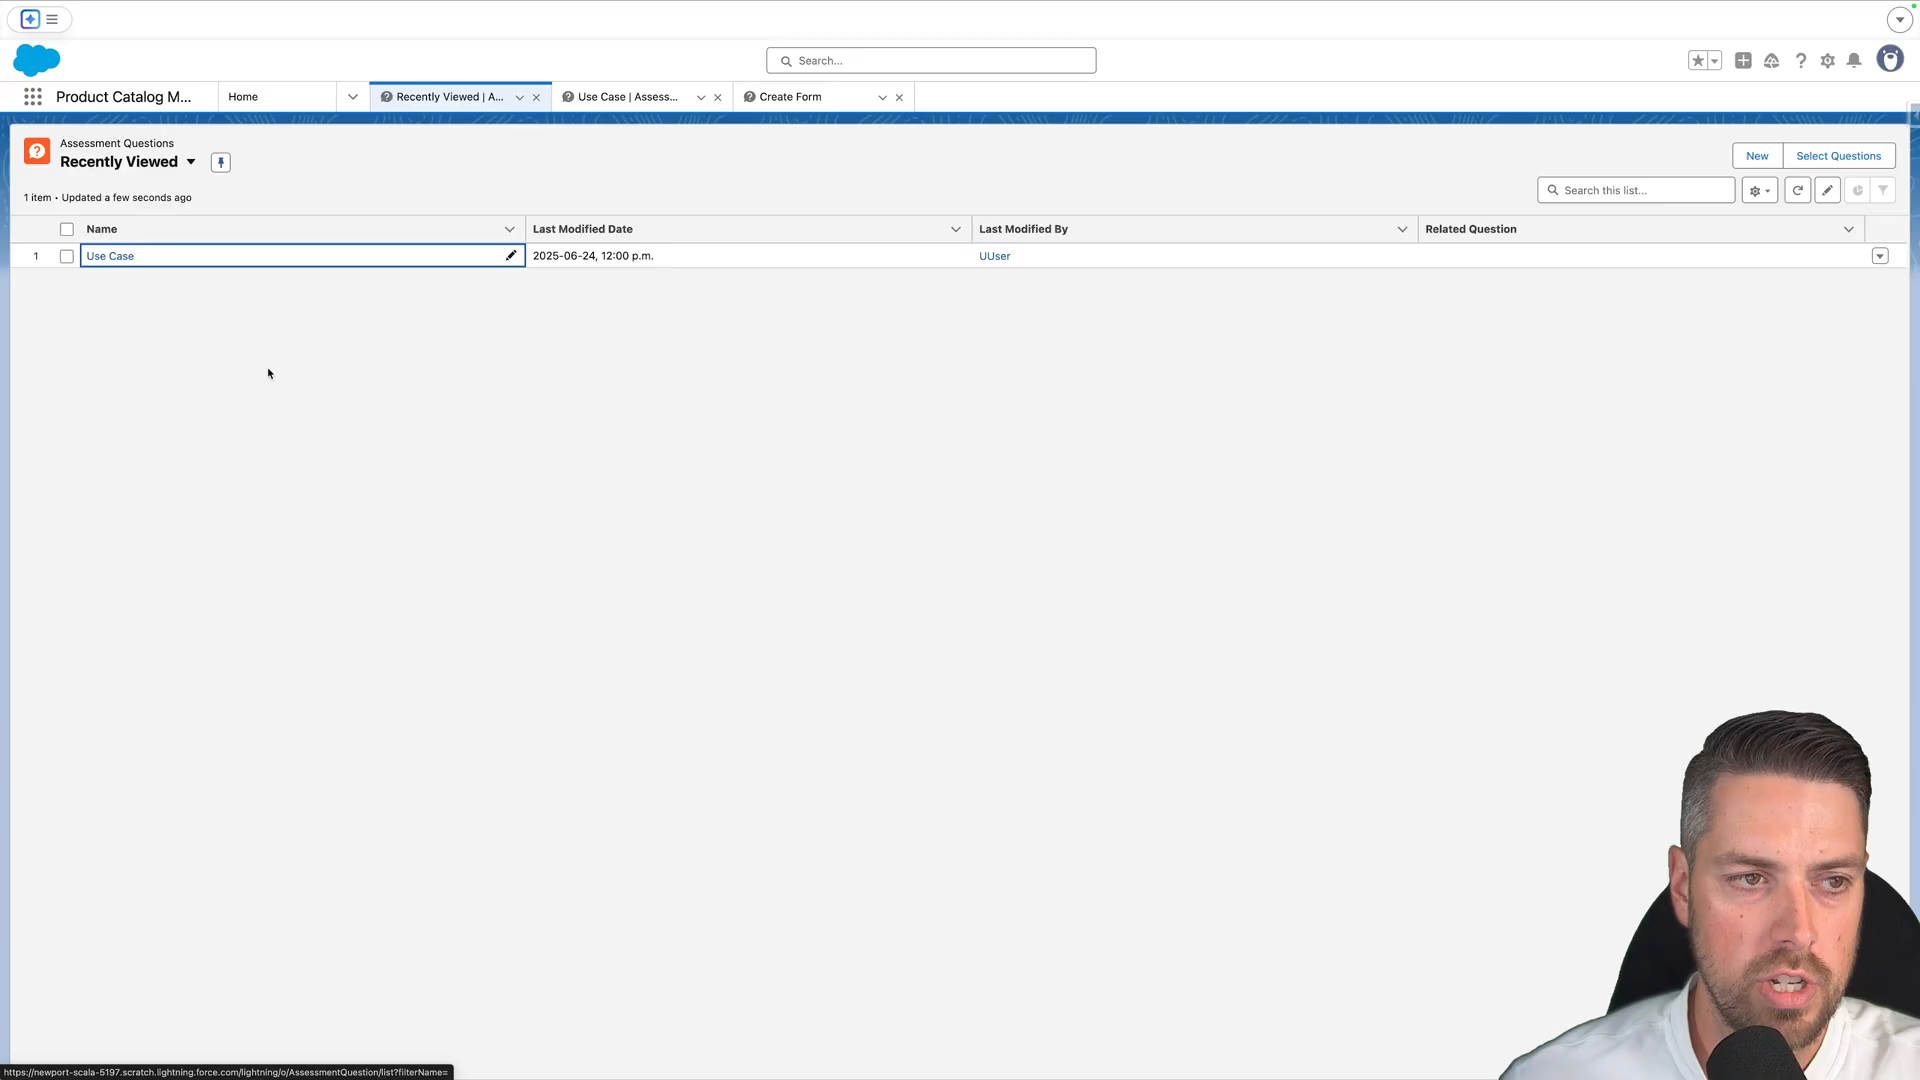 Search...
Product Catalog M...
Home
Recently Viewed | A...
Use Case | Assess...
Create Form
Assessment Questions
Recently Viewed
New
Select Questions
1 item • Updated a few seconds ago
Search this list...
Name
Last Modified Date
Last Modified By
Related Question
1
Use Case
2025-06-24, 12:00 p.m.
UUser
https://newport-scala-5197.scratch.lightning.force.com/lightning/o/AssessmentQuestion/list?filterName=